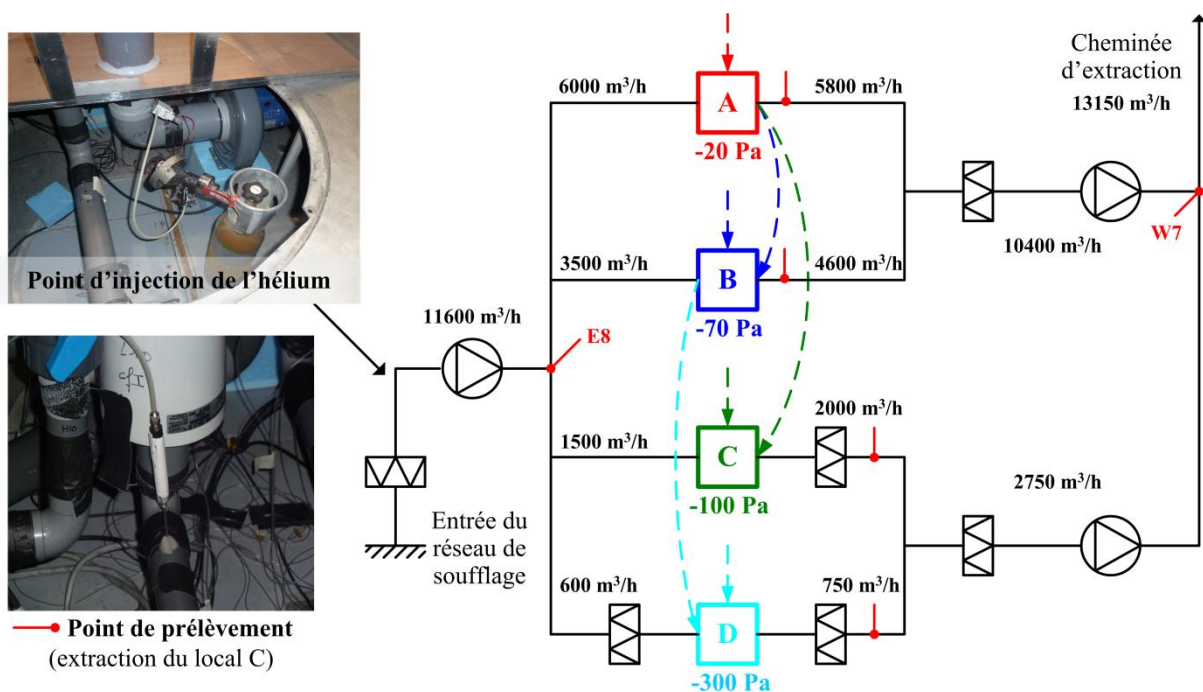 Point d'injection de l'hélium
Point de prélèvement
(extraction du local C)
11600 m³/h
Entrée du
réseau de
soufflage
E8
6000 m³/h
A
-20 Pa
5800 m³/h
3500 m³/h
B
-70 Pa
4600 m³/h
1500 m³/h
C
-100 Pa
2000 m³/h
600 m³/h
D
-300 Pa
750 m³/h
10400 m³/h
2750 m³/h
Cheminée
d'extraction
13150 m³/h
W7